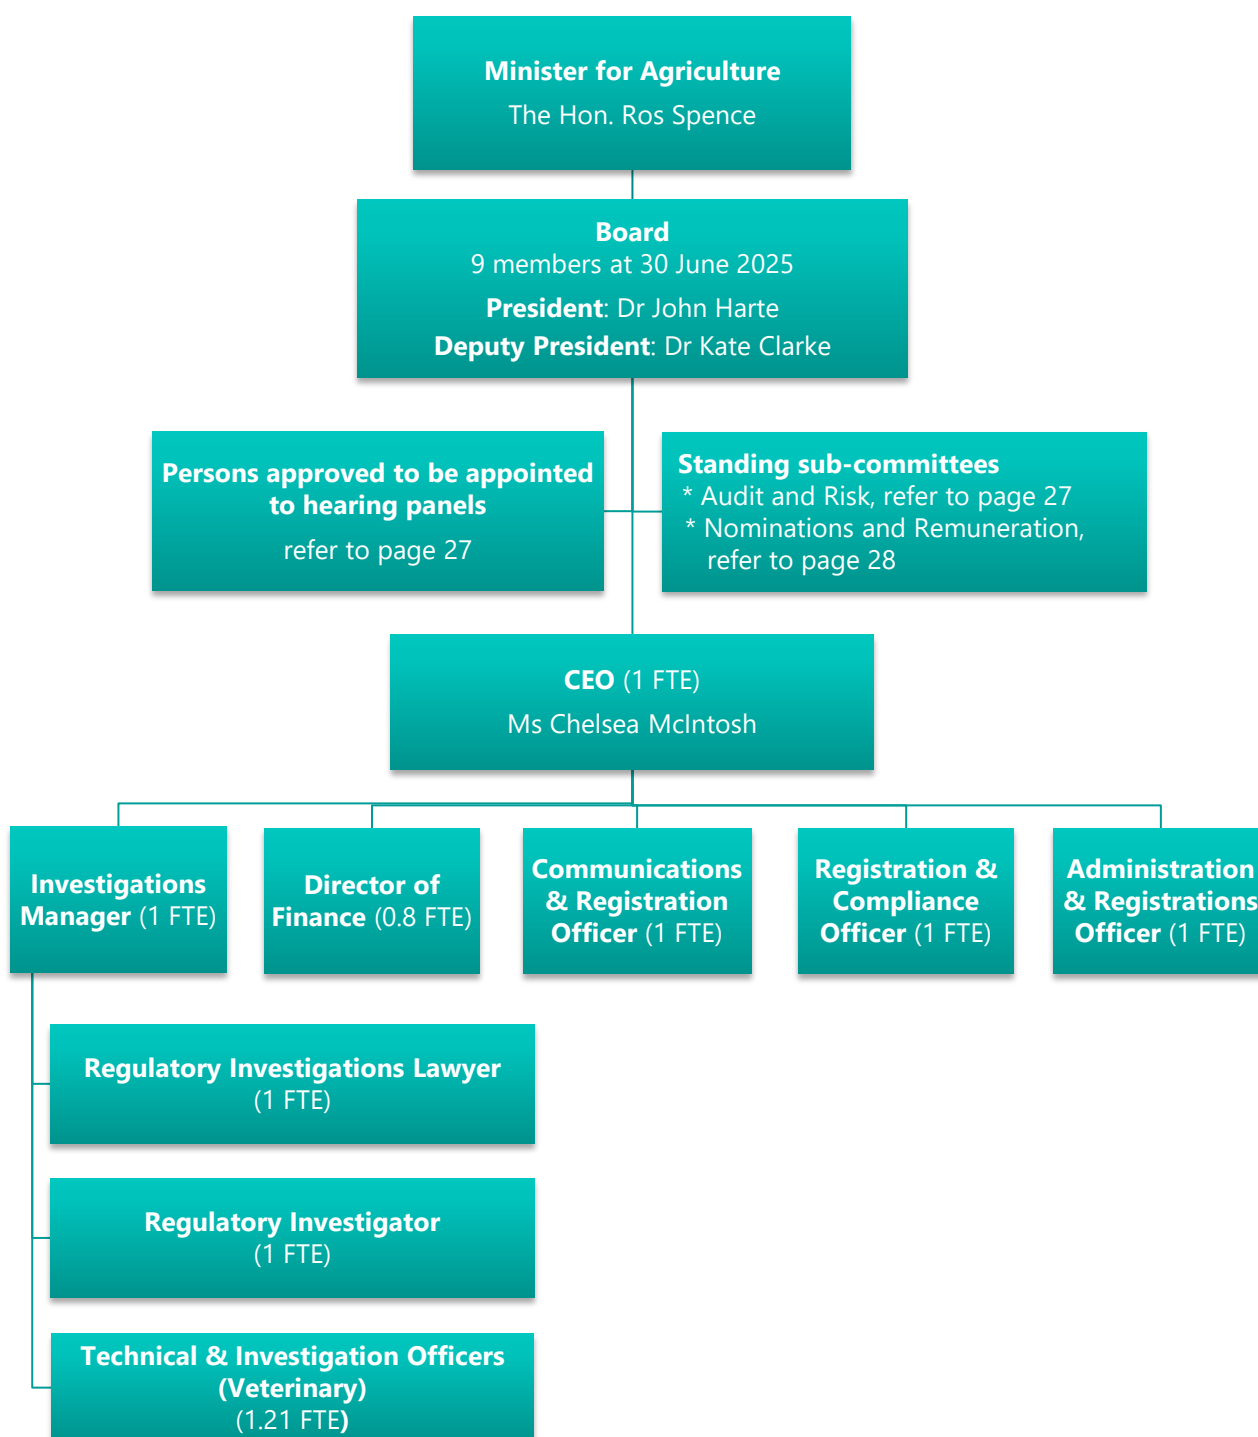 Minister for Agriculture
The Hon. Ros Spence
Board
9 members at 30 June 2025
President: Dr John Harte
Deputy President: Dr Kate Clarke
Persons approved to be appointed
to hearing panels
refer to page 27
Standing sub-committees
* Audit and Risk, refer to page 27
* Nominations and Remuneration,
refer to page 28
CEO (1 FTE)
Ms Chelsea McIntosh
Investigations
Manager (1 FTE)
Director of
Finance (0.8 FTE)
Communications
& Registration
Officer (1 FTE)
Registration &
Compliance
Officer (1 FTE)
Administration
& Registrations
Officer (1 FTE)
Regulatory Investigations Lawyer
(1 FTE)
Regulatory Investigator
(1 FTE)
Technical & Investigation Officers
(Veterinary)
(1.21 FTE)